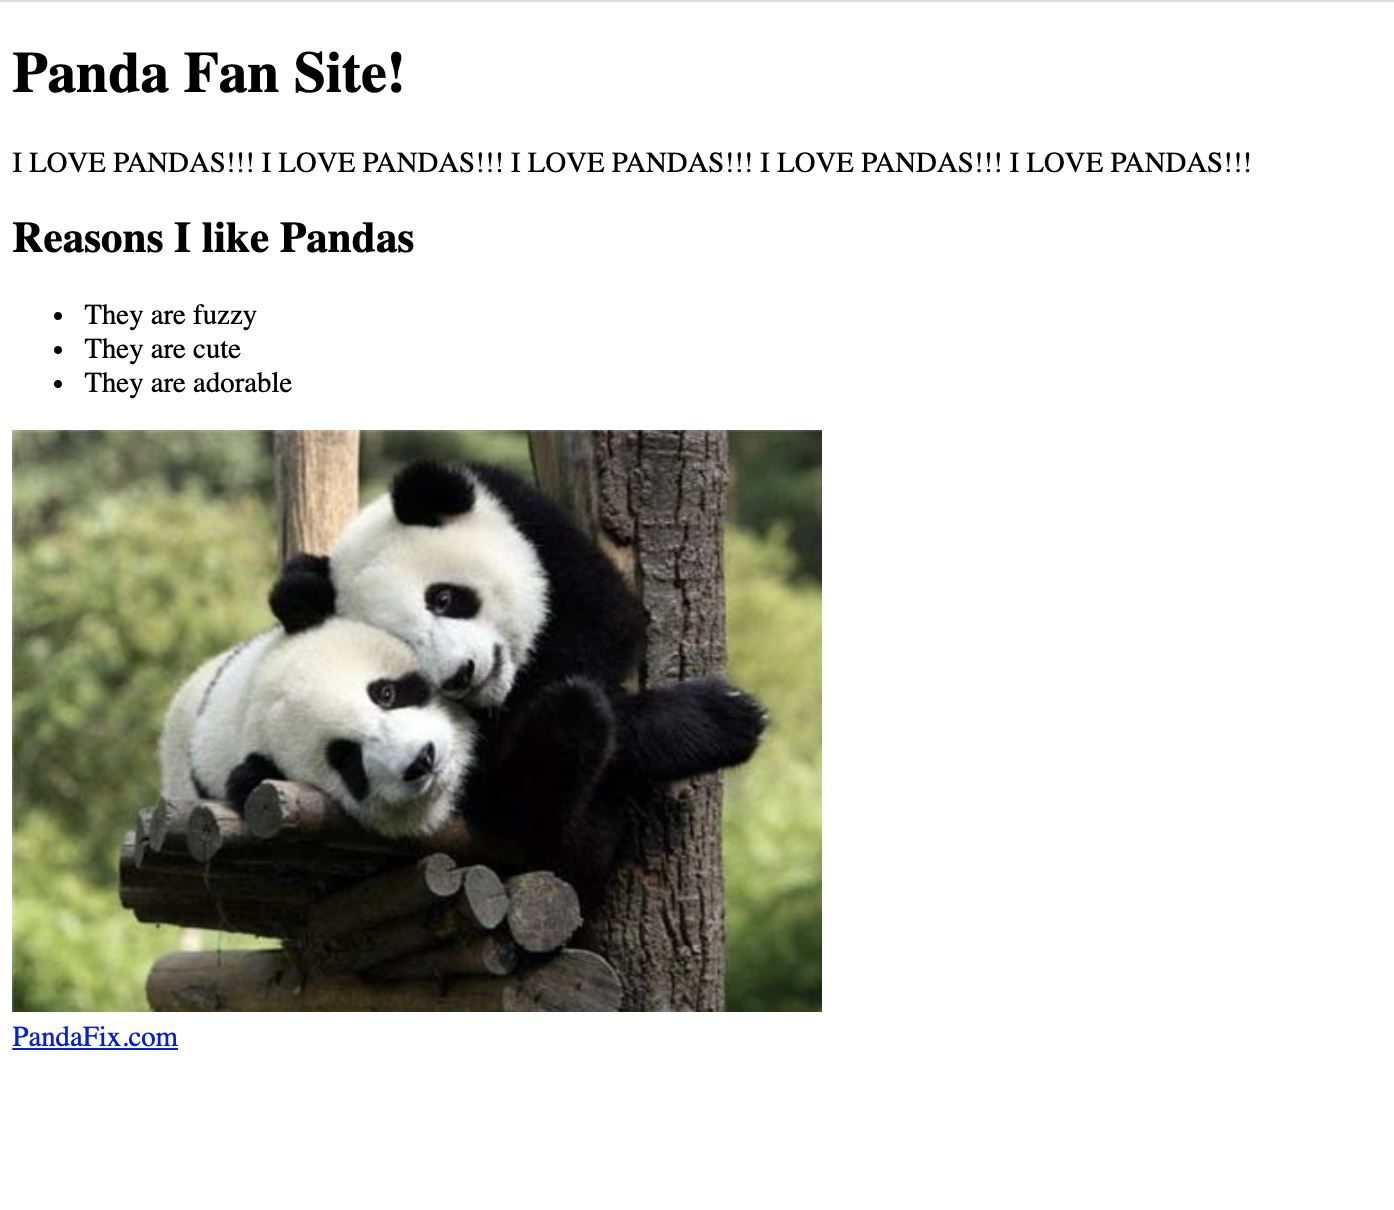 Panda Fan Site!
I LOVE PANDAS!!! I LOVE PANDAS!!! I LOVE PANDAS!!! I LOVE PANDAS!!! I LOVE PANDAS!!!
Reasons I like Pandas
• They are fuzzy
• They are cute
• They are adorable
PandaFix.com